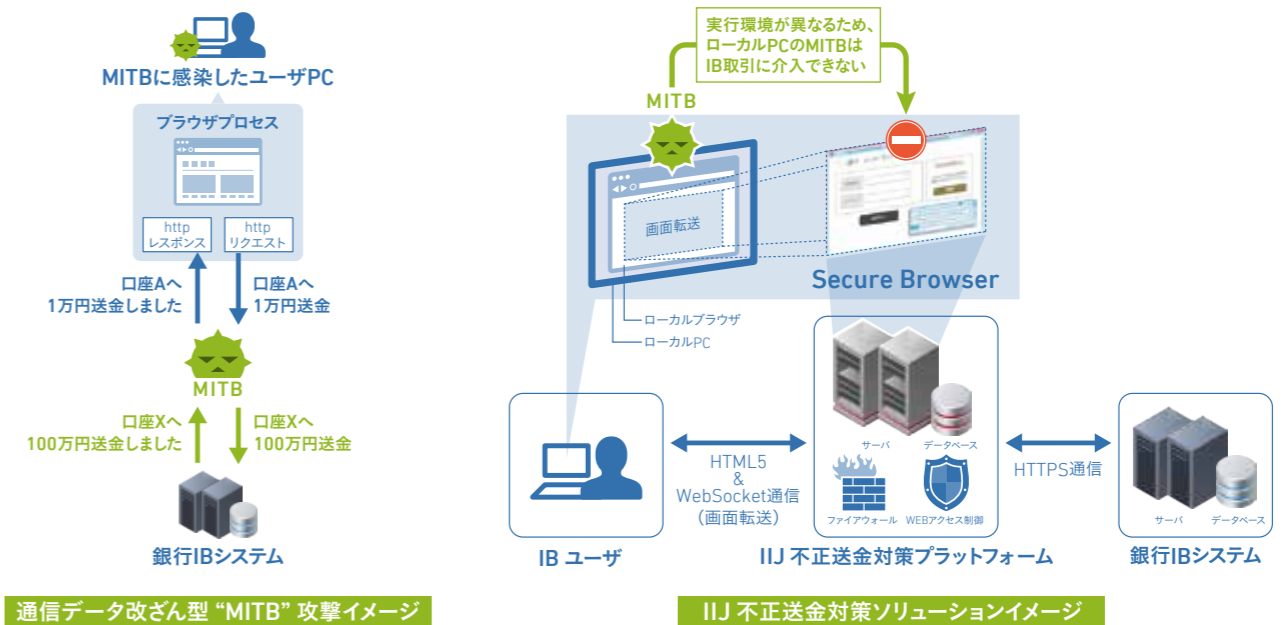 MITBに感染したユーザPC
ブラウザプロセス
http
レスポンス
http
リクエスト
口座Aへ
1万円送金しました
口座Aへ
1万円送金
MITB
口座Xへ
100万円送金しました
口座Xへ
100万円送金
銀行IBシステム
通信データ改ざん型 “MITB” 攻撃イメージ
実行環境が異なるため、
ローカルPCのMITBは
IB取引に介入できない
MITB
画面転送
Secure Browser
ローカルブラウザ
ローカルPC
サーバ
データベース
ファイアウォール
WEBアクセス制御
HTML5
&
WebSocket通信
(画面転送)
HTTPS通信
サーバ
データベース
IB ユーザ
IIJ 不正送金対策プラットフォーム
銀行IBシステム
IIJ 不正送金対策ソリューションイメージ